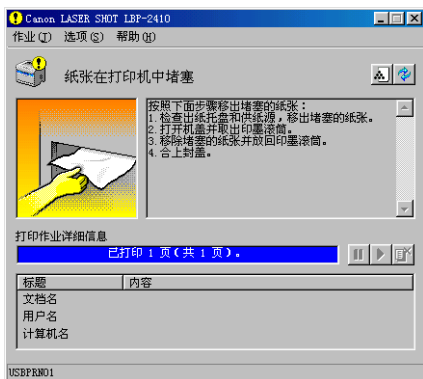 Canon LASER SHOT LBP-2410
作业(J) 选项(S) 帮助(H)
纸张在打印机中堵塞
按照下面步骤移出堵塞的纸张：
1.检查出纸托盘和供纸源，移出堵塞的纸张。
2.打开机盖并取出印墨滚筒。
3.移除堵塞的纸张并放回印墨滚筒。
4.合上封盖。
打印作业详细信息
已打印 1 页(共 1 页)。
标题 内容
文档名
用户名
计算机名
USBPRN01